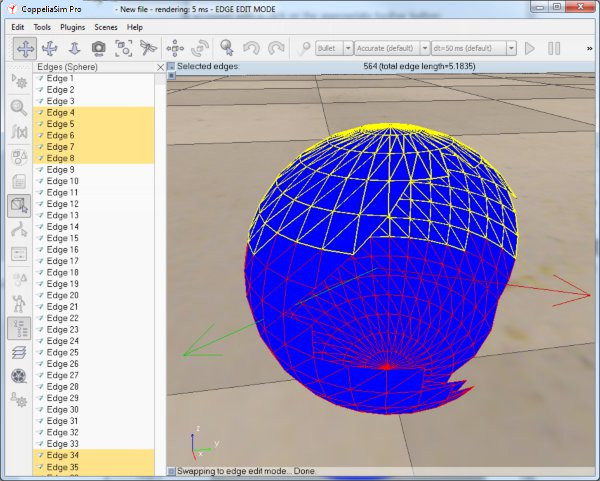 CoppeliaSim Pro - New file - rendering: 5 ms - EDGE EDIT MODE
Edit Tools Plugins Scenes Help
Bullet Accurate (default) dt=50 ms (default) »
Edges (Sphere)
Selected edges: 564 (total edge length=5.1835)
Edge 1
Edge 2
Edge 3
Edge 4
Edge 5
Edge 6
Edge 7
Edge 8
Edge 9
Edge 10
Edge 11
Edge 12
Edge 13
Edge 14
Edge 15
Edge 16
Edge 17
Edge 18
Edge 19
Edge 20
Edge 21
Edge 22
Edge 23
Edge 24
Edge 25
Edge 26
Edge 27
Edge 28
Edge 29
Edge 30
Edge 31
Edge 32
Edge 33
Edge 34
Edge 35
z
y
x
Swapping to edge edit mode... Done.